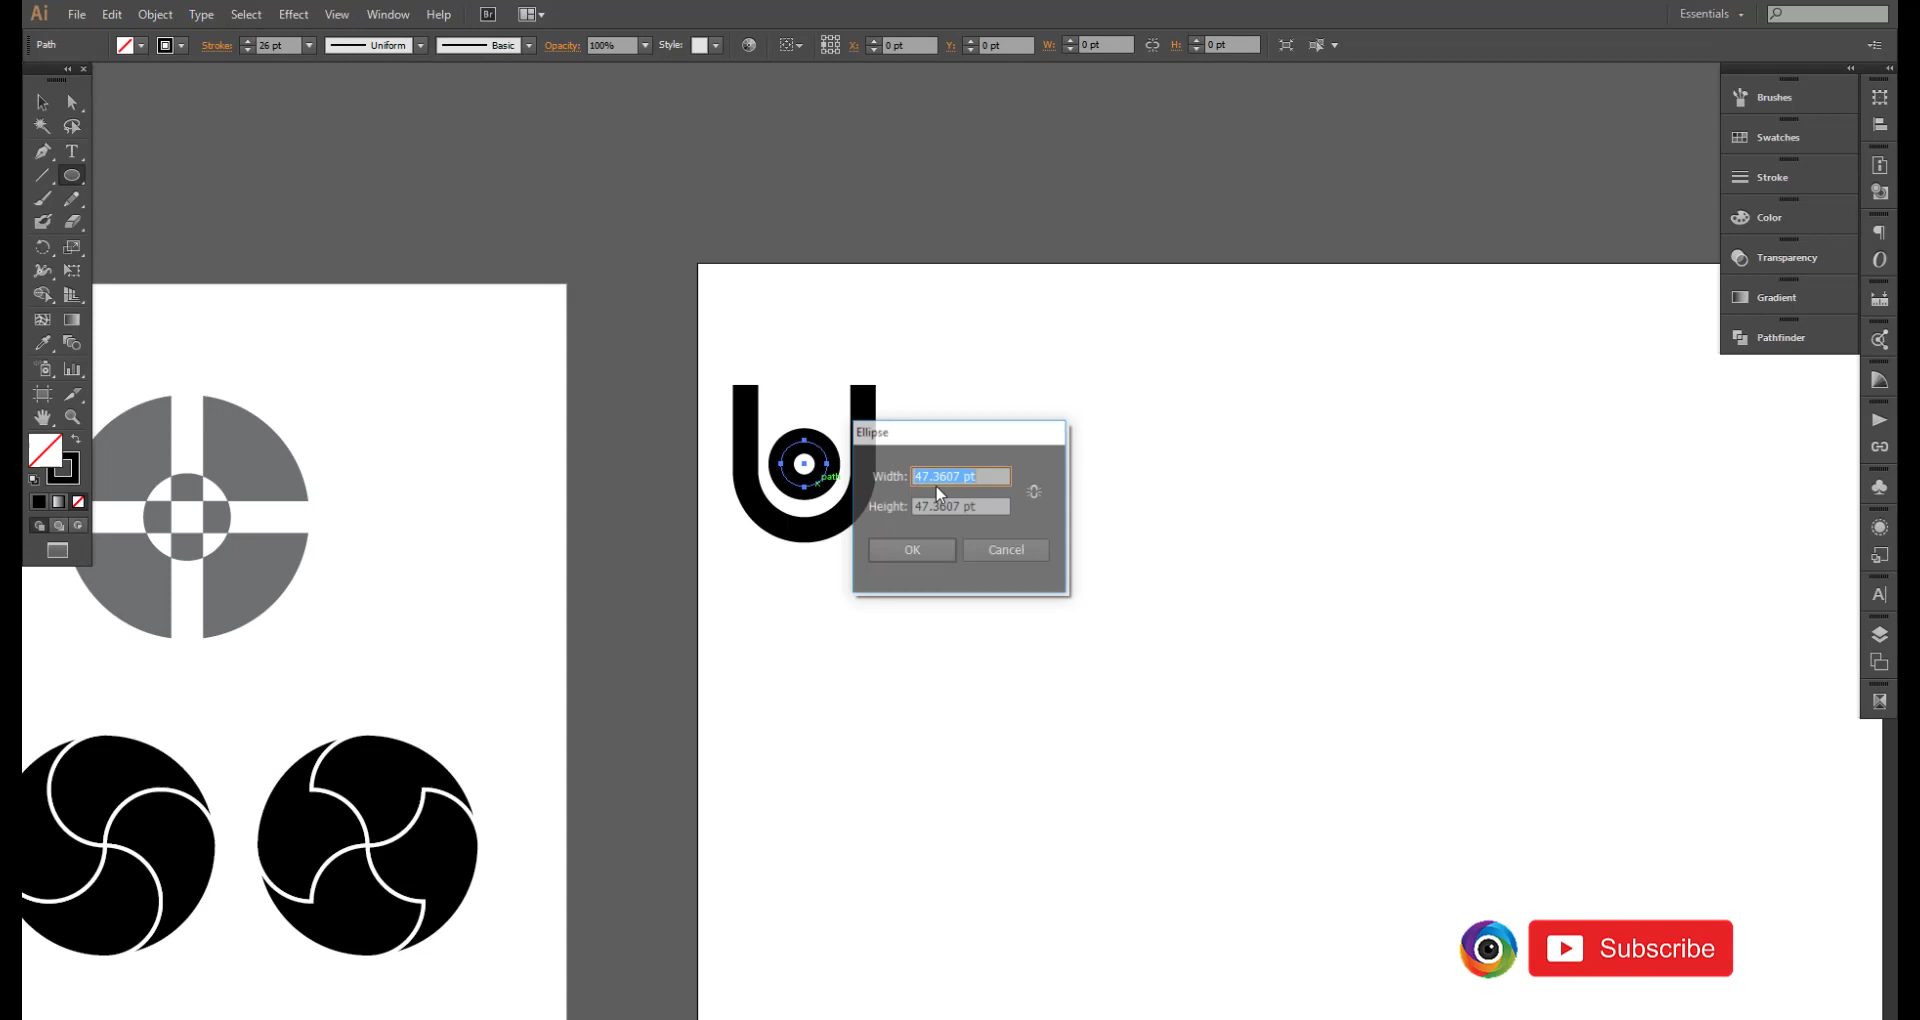 Ai File Edit Object Type Select Effect View Window Help Br Essentials
Path Stroke: 26 pt Uniform Basic Opacity: 100% Style: X: 0 pt Y: 0 pt W: 0 pt H: 0 pt
Brushes
Swatches
Stroke
Color
Transparency
Gradient
Pathfinder
T
O
A
path
Ellipse
Width: 47.3607 pt
Height: 47.3607 pt
OK Cancel
Subscribe